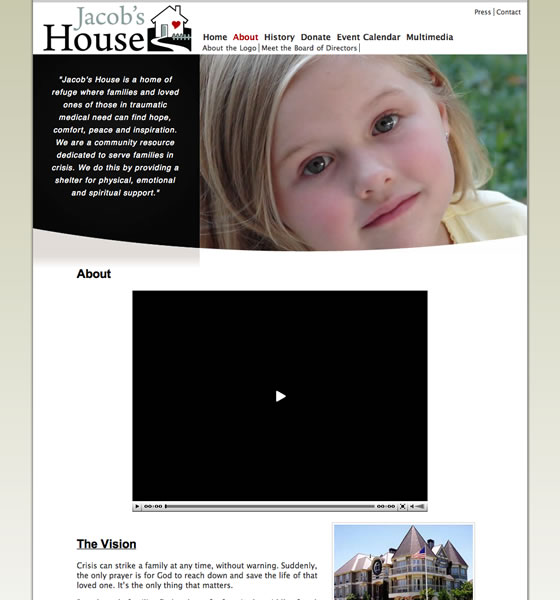 Jacob's
House
Press | Contact
Home About History Donate Event Calendar Multimedia
About the Logo | Meet the Board of Directors |
"Jacob's House is a home of
refuge where families and loved
ones of those in traumatic
medical need can find hope,
comfort, peace and inspiration.
We are a community resource
dedicated to serve families in
crisis. We do this by providing a
shelter for physical, emotional
and spiritual support."
About
00:00 00:00
The Vision
Crisis can strike a family at any time, without warning. Suddenly,
the only prayer is for God to reach down and save the life of that
loved one. It's the only thing that matters.